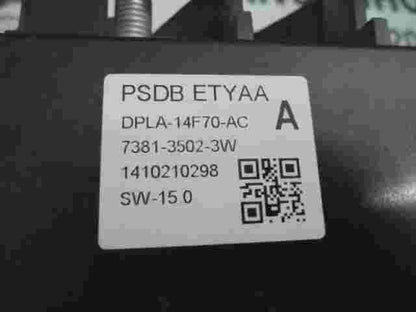 PSDB ETYAA
DPLA-14F70-AC A
7381-3502-3W
1410210298
SW-15.0